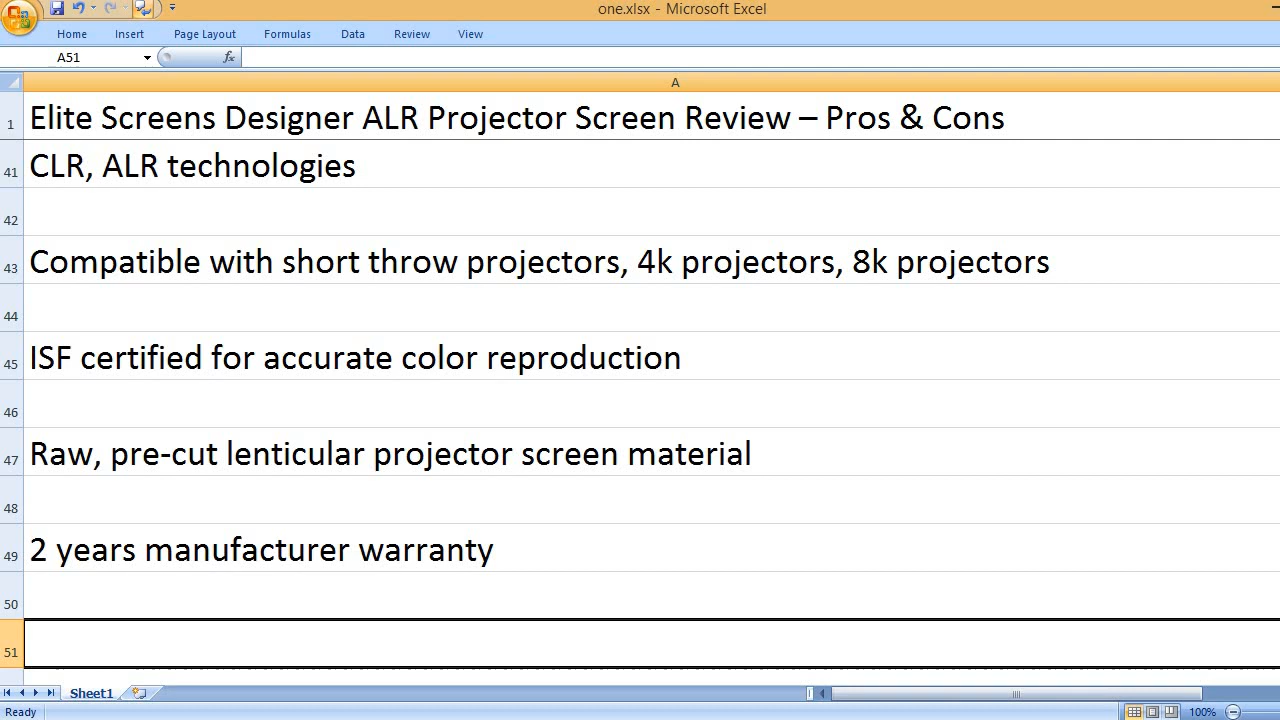 one.xlsx - Microsoft Excel
Home Insert Page Layout Formulas Data Review View
A51 fx
A
1 Elite Screens Designer ALR Projector Screen Review – Pros & Cons
41 CLR, ALR technologies
42
43 Compatible with short throw projectors, 4k projectors, 8k projectors
44
45 ISF certified for accurate color reproduction
46
47 Raw, pre-cut lenticular projector screen material
48
49 2 years manufacturer warranty
50
51
Sheet1
Ready 100%